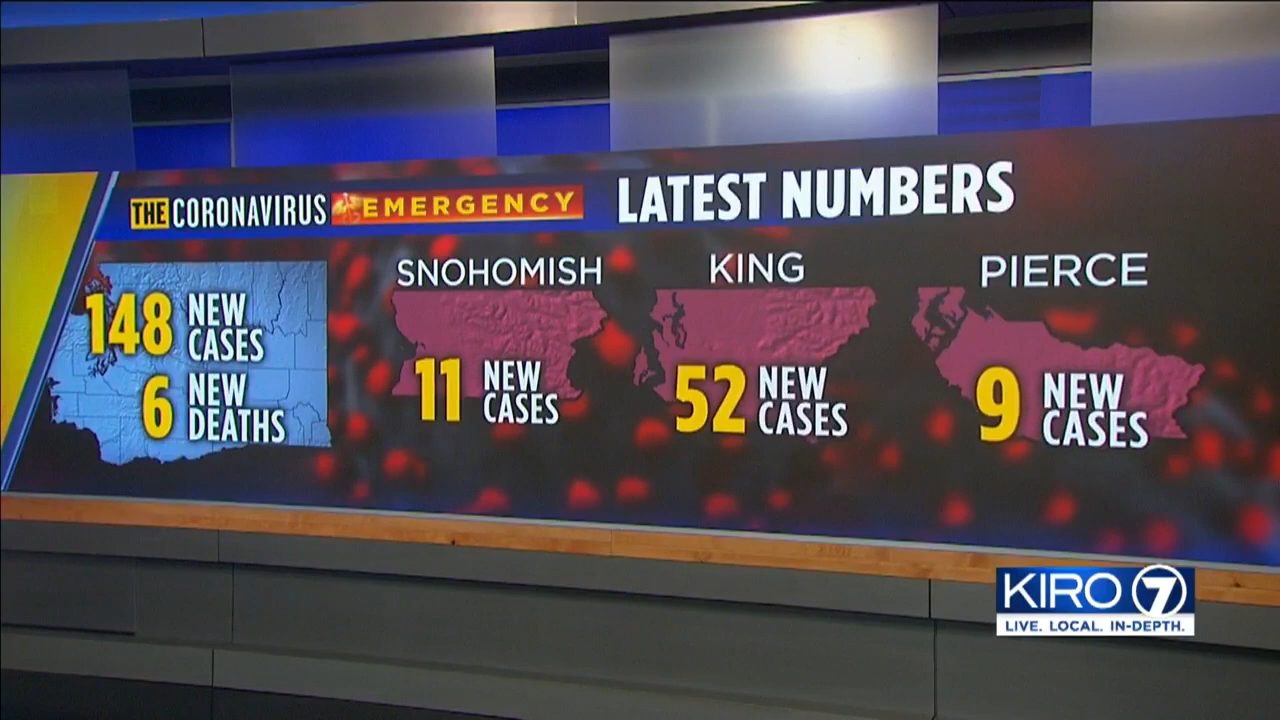 THE CORONAVIRUS EMERGENCY LATEST NUMBERS
148 NEW CASES
6 NEW DEATHS
SNOHOMISH
11 NEW CASES
KING
52 NEW CASES
PIERCE
9 NEW CASES
KIRO 7
LIVE. LOCAL. IN-DEPTH.